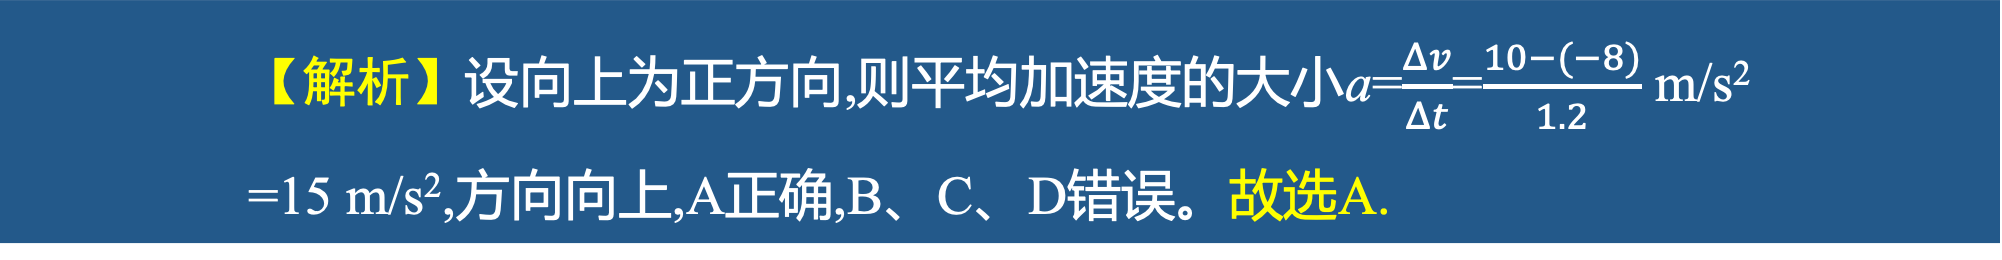 【解析】设向上为正方向,则平均加速度的大小a=Δv/Δt=10−(−8)/1.2 m/s²
=15 m/s²,方向向上,A正确,B、C、D错误。故选A.